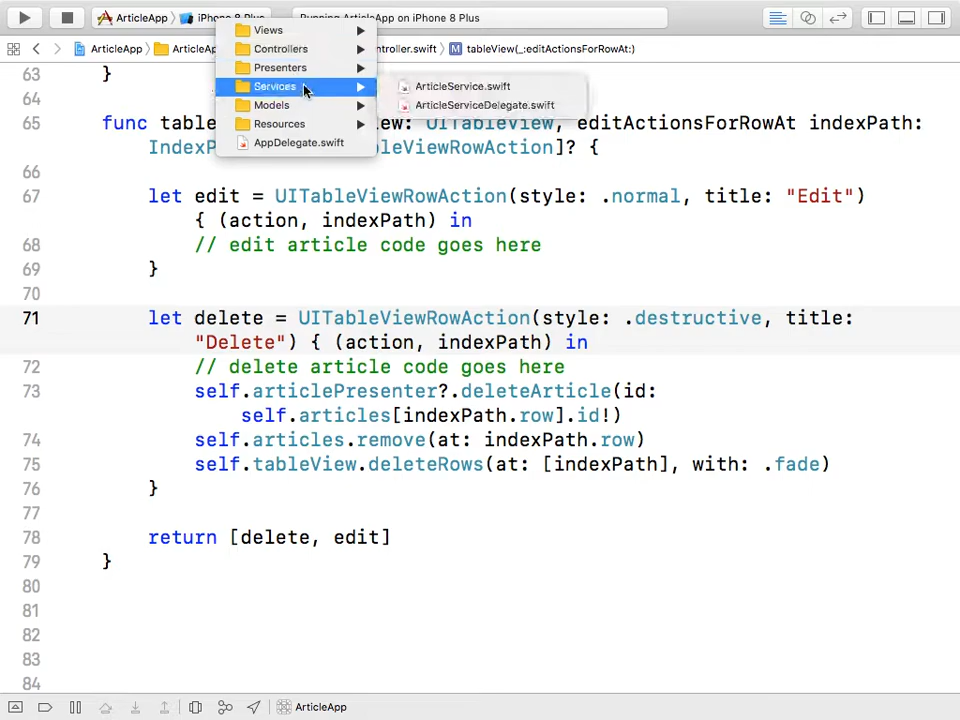 ArticleApp iPhone 8 Plus Running ArticleApp on iPhone 8 Plus
ArticleApp ArticleAp ontroller.swift M tableView(_:editActionsForRowAt:)
Views
Controllers
Presenters
Services
Models
Resources
AppDelegate.swift
ArticleService.swift
ArticleServiceDelegate.swift
63 }
64
65 func table iew: UITableView, editActionsForRowAt indexPath:
IndexP leViewRowAction]? {
66
67 let edit = UITableViewRowAction(style: .normal, title: "Edit")
{ (action, indexPath) in
68 // edit article code goes here
69 }
70
71 let delete = UITableViewRowAction(style: .destructive, title:
"Delete") { (action, indexPath) in
72 // delete article code goes here
73 self.articlePresenter?.deleteArticle(id:
self.articles[indexPath.row].id!)
74 self.articles.remove(at: indexPath.row)
75 self.tableView.deleteRows(at: [indexPath], with: .fade)
76 }
77
78 return [delete, edit]
79 }
80
81
82
83
84
ArticleApp